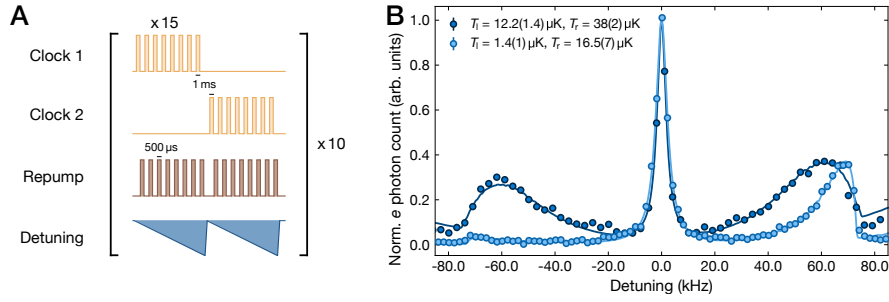 A
x 15
Clock 1
1 ms
Clock 2
x 10
500 µs
Repump
Detuning
B
Norm. e photon count (arb. units)
1.0
0.8
0.6
0.4
0.2
0.0
T_l = 12.2(1.4) µK, T_r = 38(2) µK
T_l = 1.4(1) µK, T_r = 16.5(7) µK
-80.0 -60.0 -40.0 -20.0 0.0 20.0 40.0 60.0 80.0
Detuning (kHz)